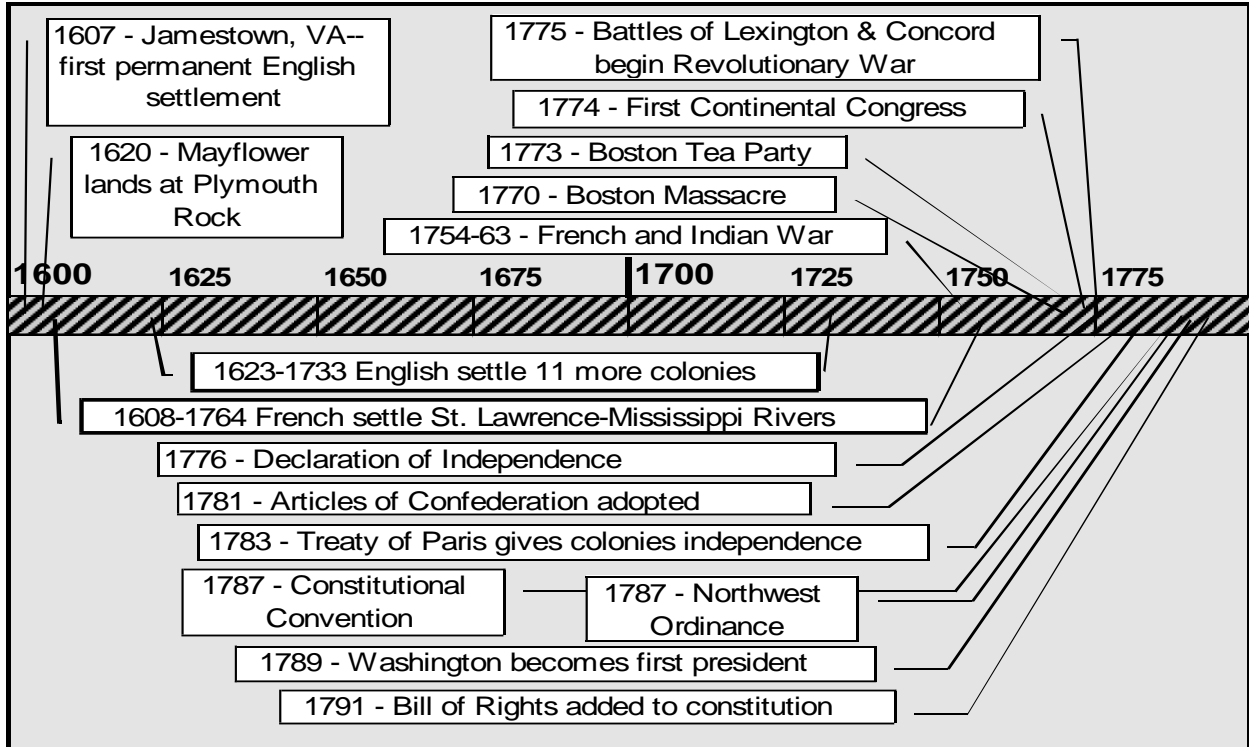 1607 - Jamestown, VA--
first permanent English
settlement
1620 - Mayflower
lands at Plymouth
Rock
1775 - Battles of Lexington & Concord
begin Revolutionary War
1774 - First Continental Congress
1773 - Boston Tea Party
1770 - Boston Massacre
1754-63 - French and Indian War
1600 1625 1650 1675 1700 1725 1750 1775
1623-1733 English settle 11 more colonies
1608-1764 French settle St. Lawrence-Mississippi Rivers
1776 - Declaration of Independence
1781 - Articles of Confederation adopted
1783 - Treaty of Paris gives colonies independence
1787 - Constitutional
Convention
1787 - Northwest
Ordinance
1789 - Washington becomes first president
1791 - Bill of Rights added to constitution